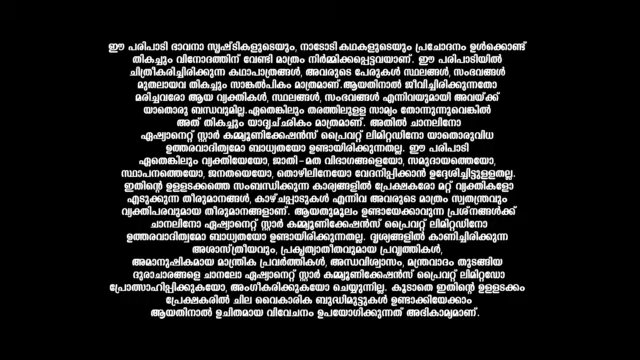 ഈ പരിപാടി ഭാവനാ സൃഷ്ടികളുടെയും, നാടോടി കഥകളുടെയും പ്രചോദനം ഉൾക്കൊണ്ട്
തികച്ചും വിനോദത്തിന് വേണ്ടി മാത്രം നിർമ്മിക്കപ്പെട്ടവയാണ്. ഈ പരിപാടിയിൽ
ചിത്രീകരിച്ചിരിക്കുന്ന കഥാപാത്രങ്ങൾ, അവരുടെ പേരുകൾ സ്ഥലങ്ങൾ, സംഭവങ്ങൾ
മുതലായവ തികച്ചും സാങ്കൽപികം മാത്രമാണ്.ആയതിനാൽ ജീവിച്ചിരിക്കുന്നതോ
മരിച്ചവരോ ആയ വ്യക്തികൾ, സ്ഥലങ്ങൾ, സംഭവങ്ങൾ എന്നിവയുമായി അവയ്ക്ക്
യാതൊരു ബന്ധവുമില്ല.ഏതെങ്കിലും തരത്തിലുള്ള സാമ്യം തോന്നുന്നുവെങ്കിൽ
അത് തികച്ചും യാദൃച്ഛികം മാത്രമാണ്. അതിൽ ചാനലിനോ
ഏഷ്യാനെറ്റ് സ്റ്റാർ കമ്മ്യൂണിക്കേഷൻസ് പ്രൈവറ്റ് ലിമിറ്റഡിനോ യാതൊരുവിധ
ഉത്തരവാദിത്വമോ ബാധ്യതയോ ഉണ്ടായിരിക്കുന്നതല്ല. ഈ പരിപാടി
ഏതെങ്കിലും വ്യക്തിയേയോ, ജാതി-മത വിഭാഗങ്ങളെയോ, സമുദായത്തെയോ,
സ്ഥാപനത്തെയോ, ജനതയെയോ, തൊഴിലിനേയോ വേദനിപ്പിക്കാൻ ഉദ്ദേശിച്ചിട്ടുള്ളതല്ല.
ഇതിന്റെ ഉള്ളടക്കത്തെ സംബന്ധിക്കുന്ന കാര്യങ്ങളിൽ പ്രേക്ഷകരോ മറ്റ് വ്യക്തികളോ
എടുക്കുന്ന തീരുമാനങ്ങൾ, കാഴ്ചപ്പാടുകൾ എന്നിവ അവരുടെ മാത്രം സ്വതന്ത്രവും
വ്യക്തിപരവുമായ തീരുമാനങ്ങളാണ്. ആയതുമൂലം ഉണ്ടായേക്കാവുന്ന പ്രശ്നങ്ങൾക്ക്
ചാനലിനോ ഏഷ്യാനെറ്റ് സ്റ്റാർ കമ്മ്യൂണിക്കേഷൻസ് പ്രൈവറ്റ് ലിമിറ്റഡിനോ
ഉത്തരവാദിത്വമോ ബാധ്യതയോ ഉണ്ടായിരിക്കുന്നതല്ല. ദൃശ്യങ്ങളിൽ കാണിച്ചിരിക്കുന്ന
അശാസ്ത്രീയവും, പ്രകൃത്യാതീതവുമായ പ്രവൃത്തികൾ,
അമാനുഷികമായ മാന്ത്രിക പ്രവർത്തികൾ, അന്ധവിശ്വാസം, മന്ത്രവാദം തുടങ്ങിയ
ദുരാചാരങ്ങളെ ചാനലോ ഏഷ്യാനെറ്റ് സ്റ്റാർ കമ്മ്യൂണിക്കേഷൻസ് പ്രൈവറ്റ് ലിമിറ്റഡോ
പ്രോത്സാഹിപ്പിക്കുകയോ, അംഗീകരിക്കുകയോ ചെയ്യുന്നില്ല. കൂടാതെ ഇതിന്റെ ഉള്ളടക്കം
പ്രേക്ഷകരിൽ ചില വൈകാരിക ബുദ്ധിമുട്ടുകൾ ഉണ്ടാക്കിയേക്കാം
ആയതിനാൽ ഉചിതമായ വിവേചനം ഉപയോഗിക്കുന്നത് അഭികാമ്യമാണ്.